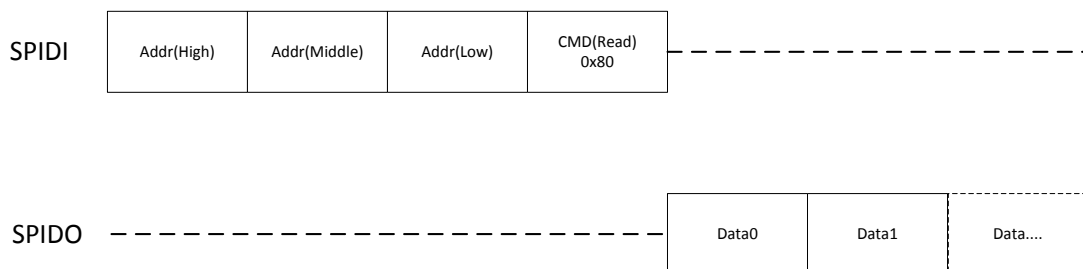 SPIDI
Addr(High)
Addr(Middle)
Addr(Low)
CMD(Read)
0x80
SPIDO
Data0
Data1
Data....